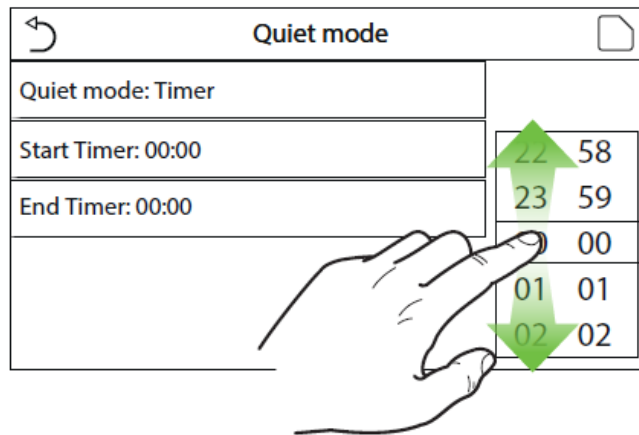 Quiet mode
Quiet mode: Timer
Start Timer: 00:00
End Timer: 00:00
22 58
23 59
00
01 01
02 02